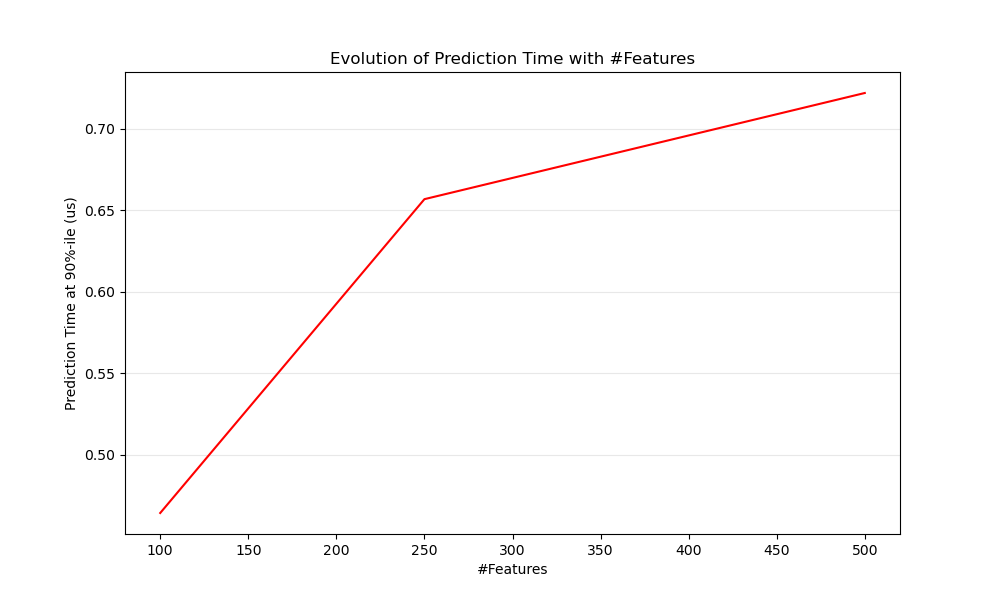 Evolution of Prediction Time with #Features
Prediction Time at 90%-ile (us)
0.70
0.65
0.60
0.55
0.50
100 150 200 250 300 350 400 450 500
#Features